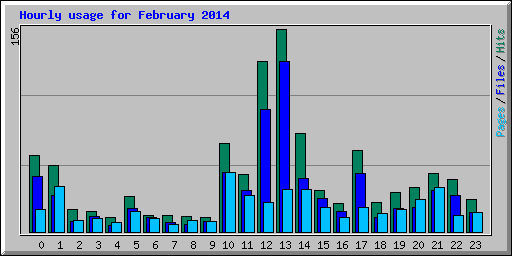 Hourly usage for February 2014
156
Pages/Files/Hits
0 1 2 3 4 5 6 7 8 9 10 11 12 13 14 15 16 17 18 19 20 21 22 23